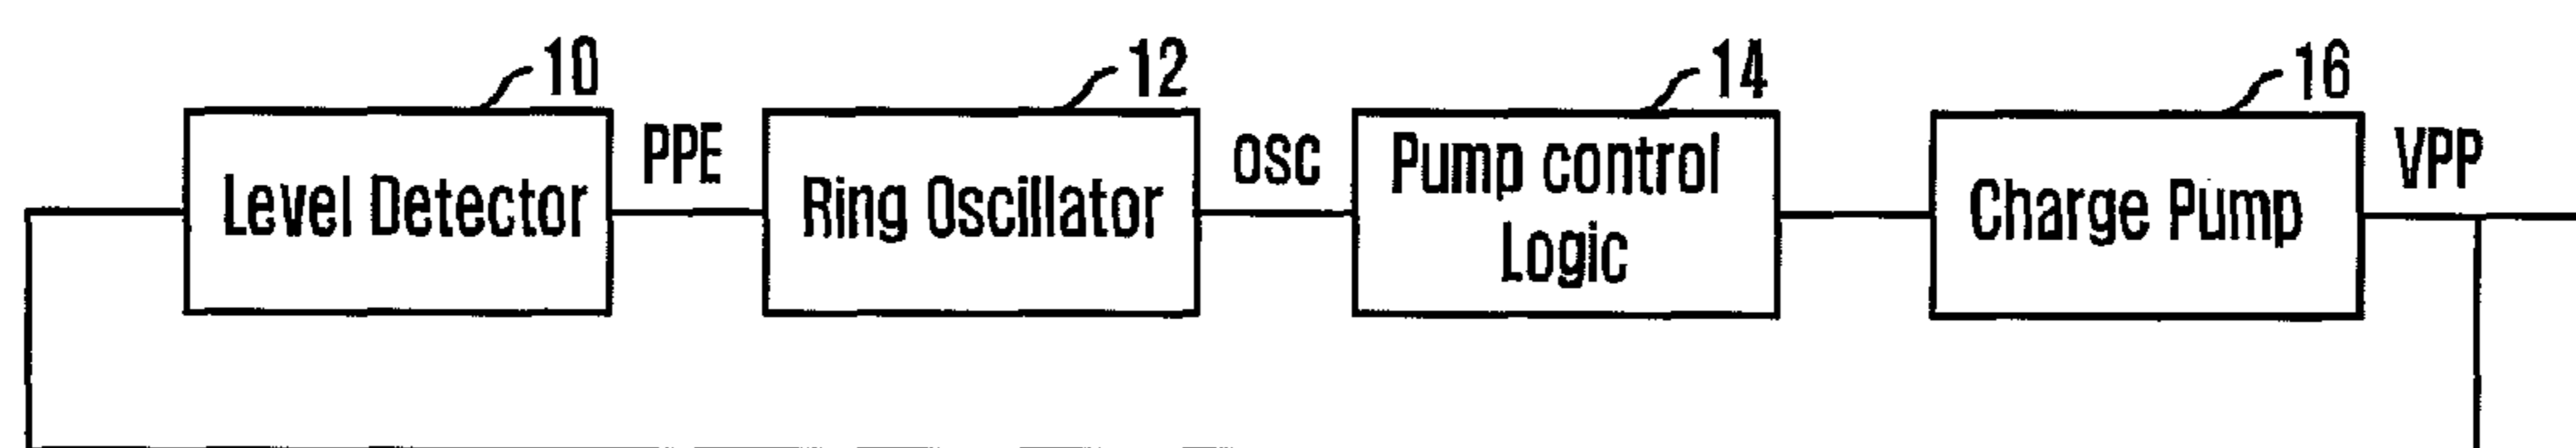 10
12
14
16
Level Detector
PPE
Ring Oscillator
OSC
Pump control
Logic
Charge Pump
VPP